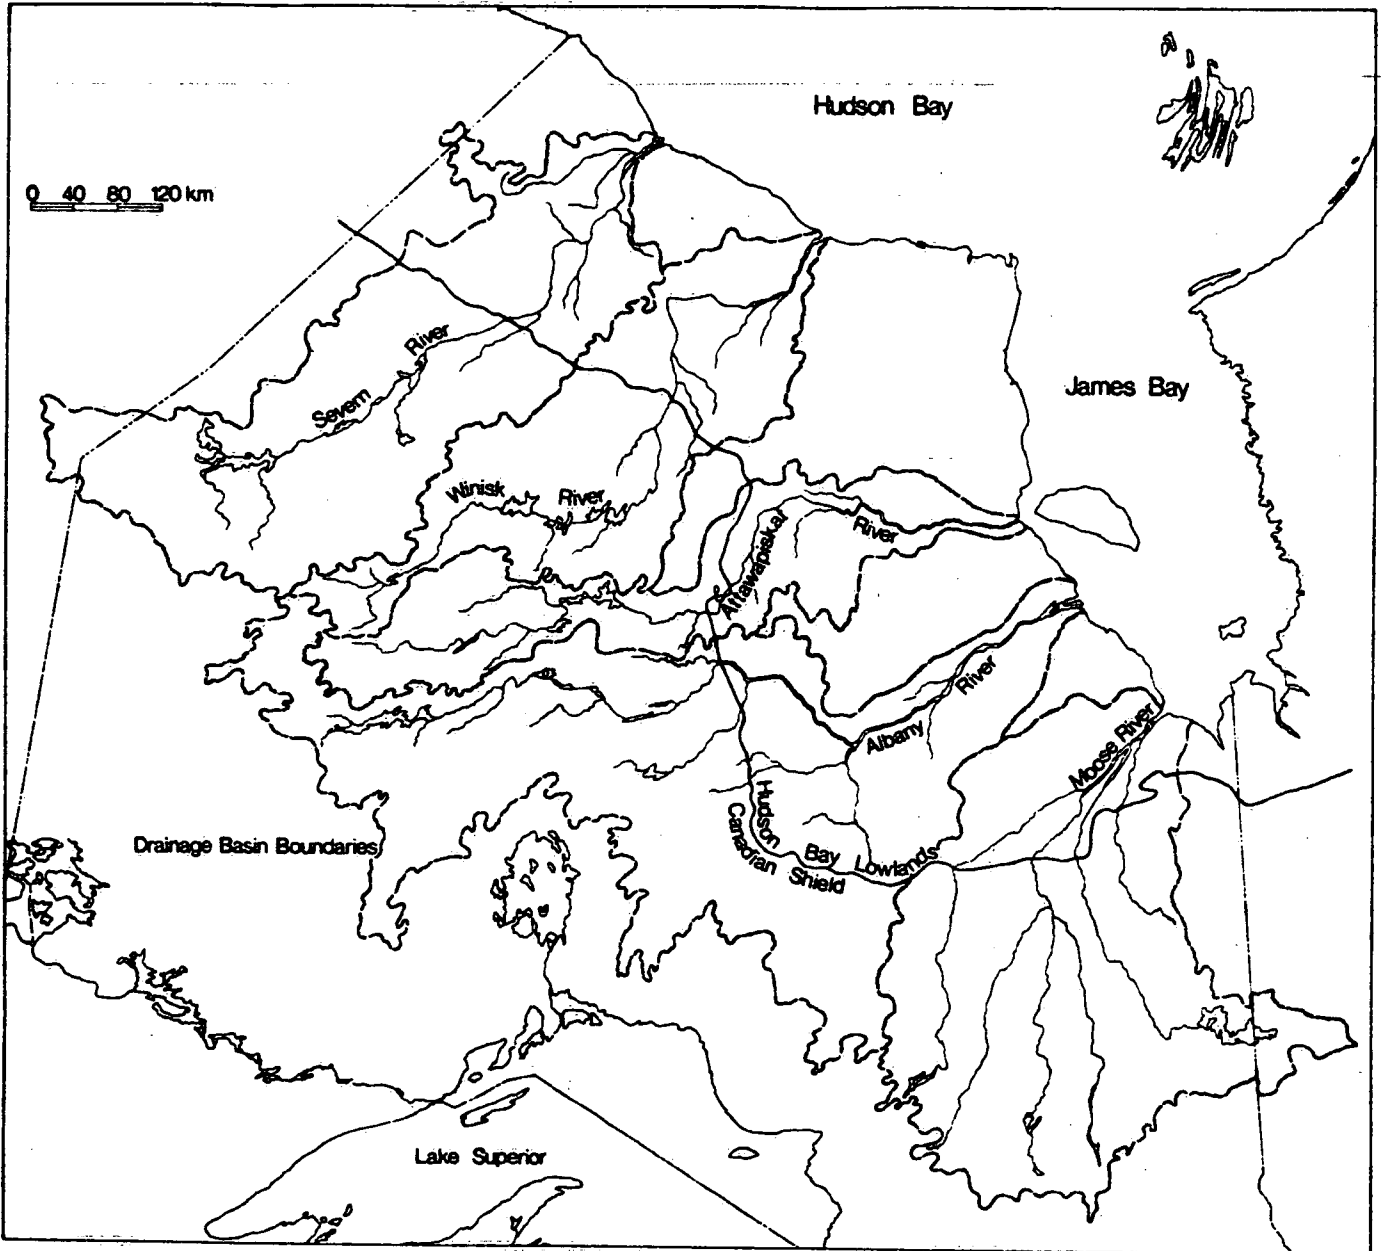 Hudson Bay
0 40 80 120 km
River
Severn
James Bay
Winisk River
River
Attawapiskat
River
Albany
Moose River
Hudson
Bay Lowlands
Canadian Shield
Drainage Basin Boundaries
Lake Superior